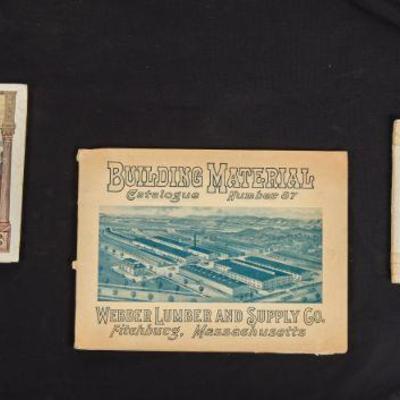 Building Material
Catalogue Number 87
Webber Lumber and Supply Co.
Fitchburg, Massachusetts